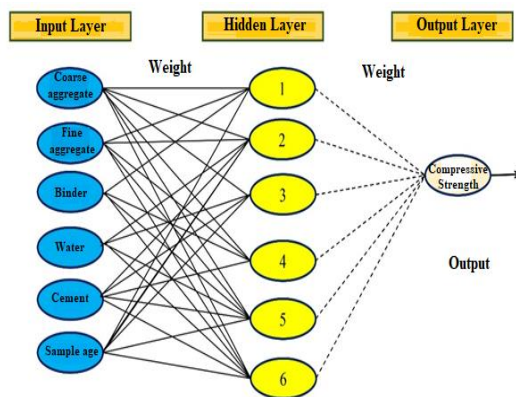 Input Layer
Hidden Layer
Output Layer
Weight
Weight
Coarse
aggregate
Fine
aggregate
Binder
Water
Cement
Sample age
1
2
3
4
5
6
Compressive
Strength
Output